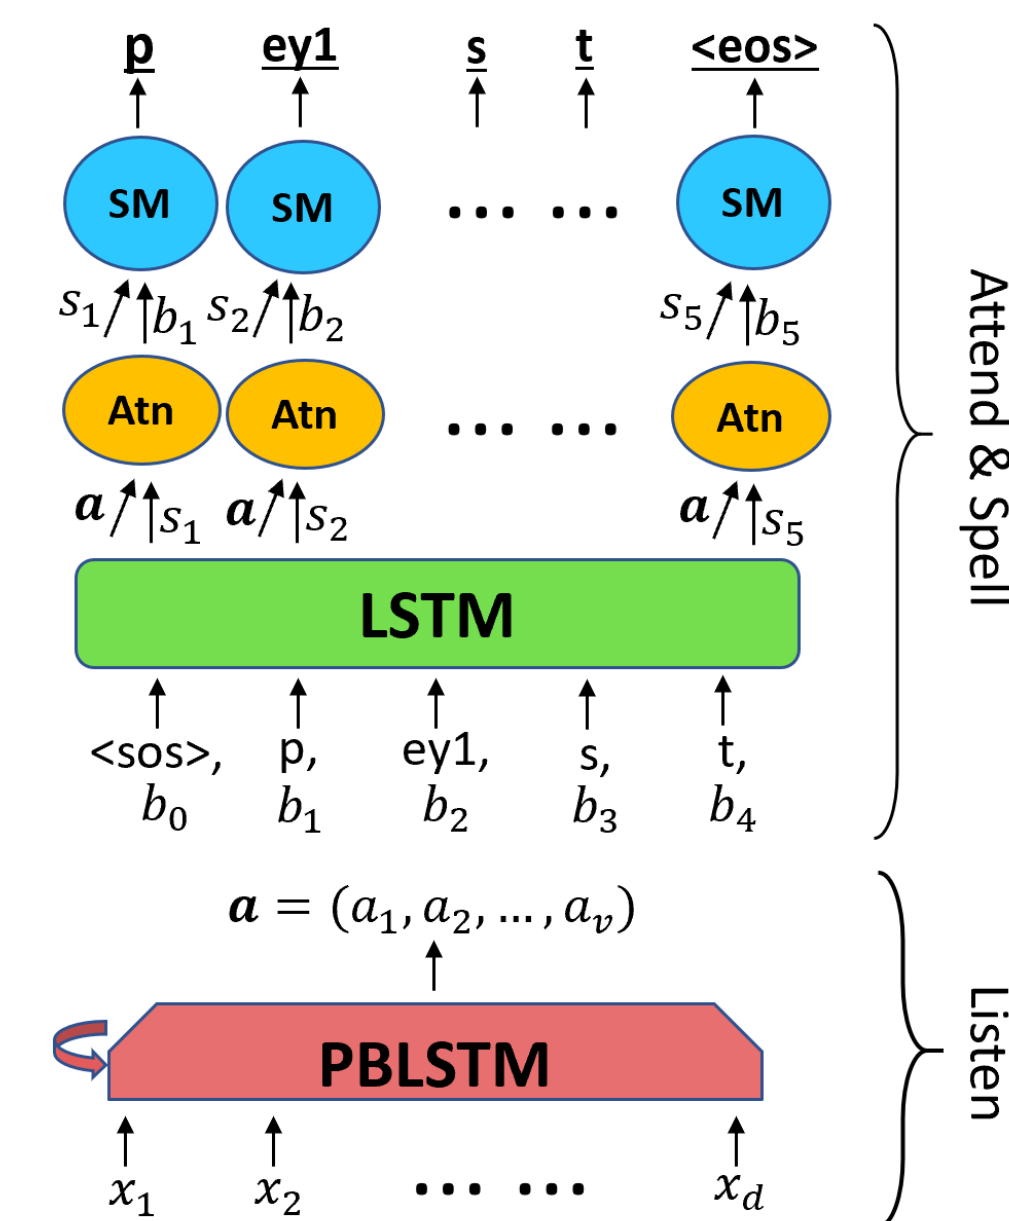 p ey1 s t <eos>
SM SM … … SM
s₁ b₁ s₂ b₂ s₅ b₅
Atn Atn … … Atn
a s₁ a s₂ a s₅
LSTM
<sos>, p, ey1, s, t,
b₀ b₁ b₂ b₃ b₄
Attend & Spell
a = (a₁, a₂, … , aᵥ)
PBLSTM
x₁ x₂ … … x_d
Listen